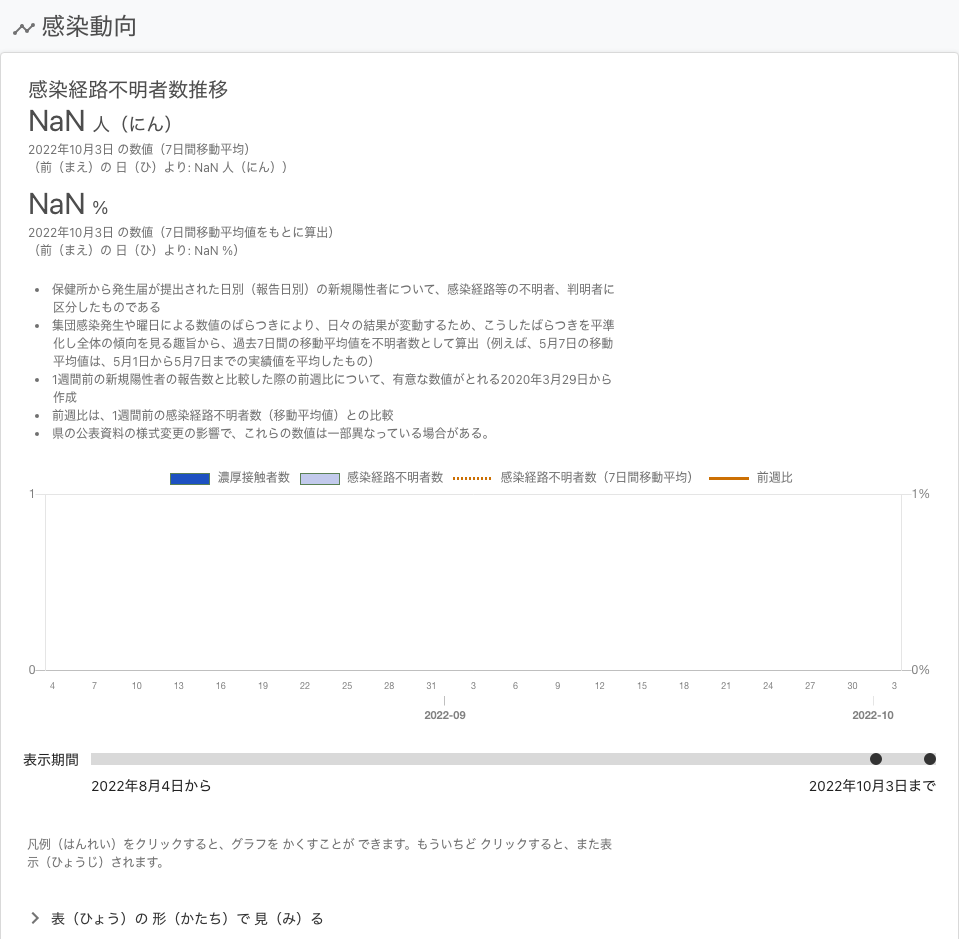 感染動向
感染経路不明者数推移
NaN 人（にん）
2022年10月3日 の数値（7日間移動平均）
（前（まえ）の 日（ひ）より: NaN 人（にん））
NaN %
2022年10月3日 の数値（7日間移動平均値をもとに算出）
（前（まえ）の 日（ひ）より: NaN %）
• 保健所から発生届が提出された日別（報告日別）の新規陽性者について、感染経路等の不明者、判明者に
区分したものである
• 集団感染発生や曜日による数値のばらつきにより、日々の結果が変動するため、こうしたばらつきを平準
化し全体の傾向を見る趣旨から、過去7日間の移動平均値を不明者数として算出（例えば、5月7日の移動
平均値は、5月1日から5月7日までの実績値を平均したもの）
• 1週間前の新規陽性者の報告数と比較した際の前週比について、有意な数値がとれる2020年3月29日から
作成
• 前週比は、1週間前の感染経路不明者数（移動平均値）との比較
• 県の公表資料の様式変更の影響で、これらの数値は一部異なっている場合がある。
濃厚接触者数 感染経路不明者数 感染経路不明者数（7日間移動平均） 前週比
1 1%
0 0%
4 7 10 13 16 19 22 25 28 31 3 6 9 12 15 18 21 24 27 30 3
2022-09 2022-10
表示期間
2022年8月4日から 2022年10月3日まで
凡例（はんれい）をクリックすると、グラフを かくすことが できます。もういちど クリックすると、また表
示（ひょうじ）されます。
表（ひょう）の 形（かたち）で 見（み）る